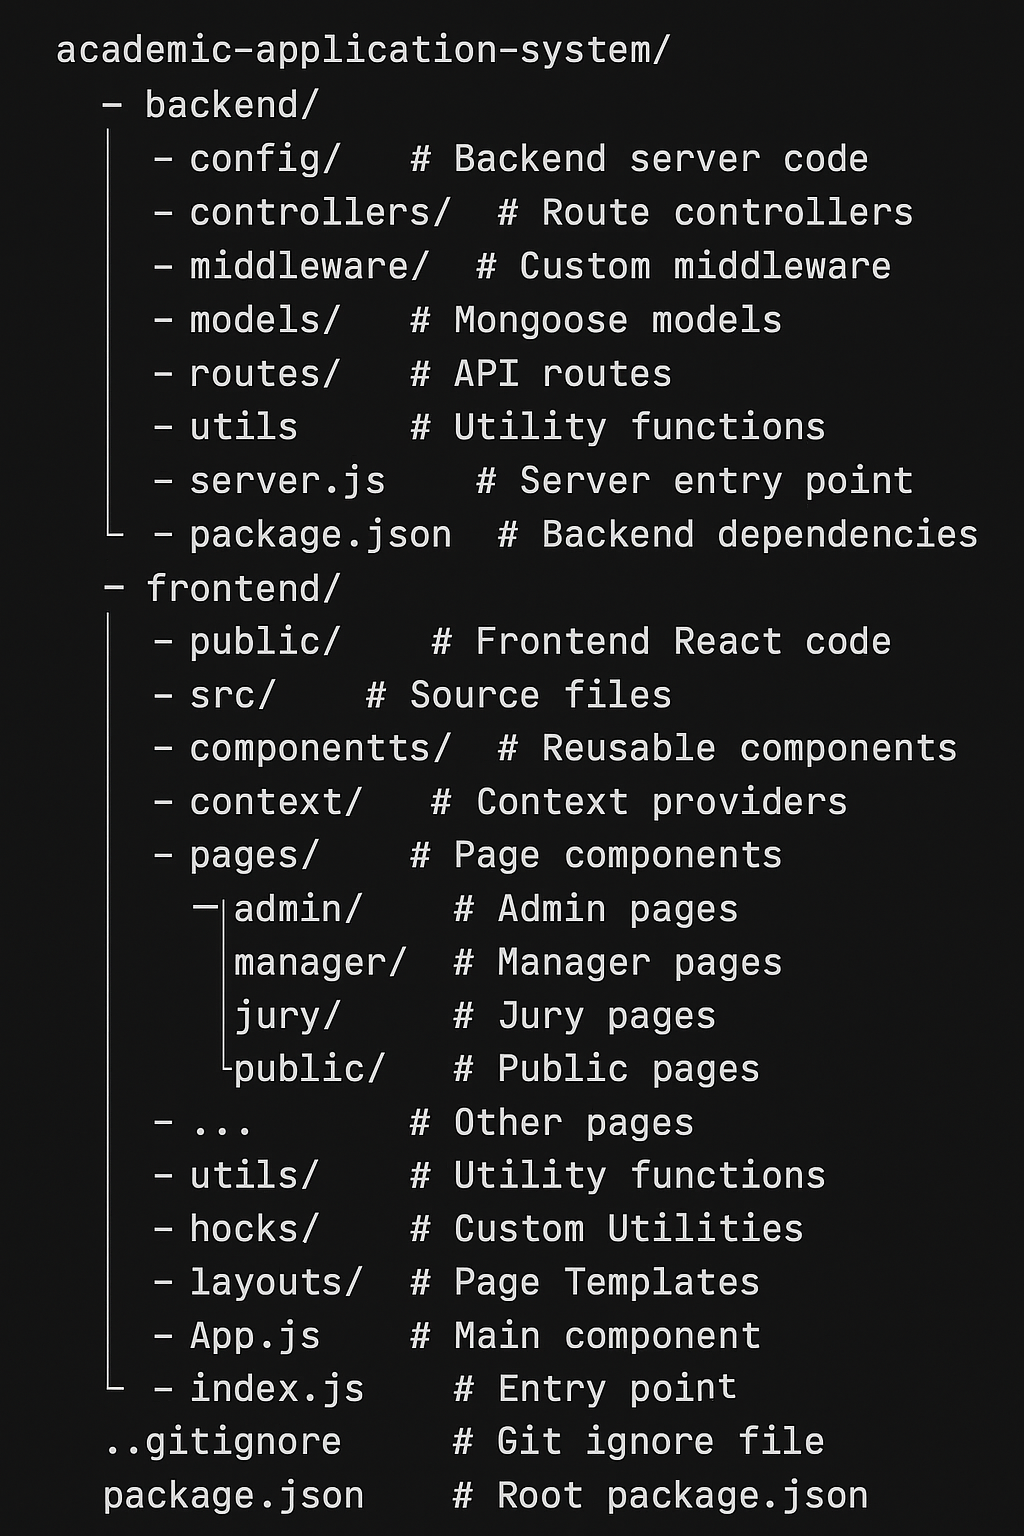 academic-application-system/
- backend/
- config/ # Backend server code
- controllers/ # Route controllers
- middleware/ # Custom middleware
- models/ # Mongoose models
- routes/ # API routes
- utils # Utility functions
- server.js # Server entry point
- package.json # Backend dependencies
- frontend/
- public/ # Frontend React code
- src/ # Source files
- componentts/ # Reusable components
- context/ # Context providers
- pages/ # Page components
admin/ # Admin pages
manager/ # Manager pages
jury/ # Jury pages
public/ # Public pages
- ... # Other pages
- utils/ # Utility functions
- hocks/ # Custom Utilities
- layouts/ # Page Templates
- App.js # Main component
- index.js # Entry point
..gitignore # Git ignore file
package.json # Root package.json